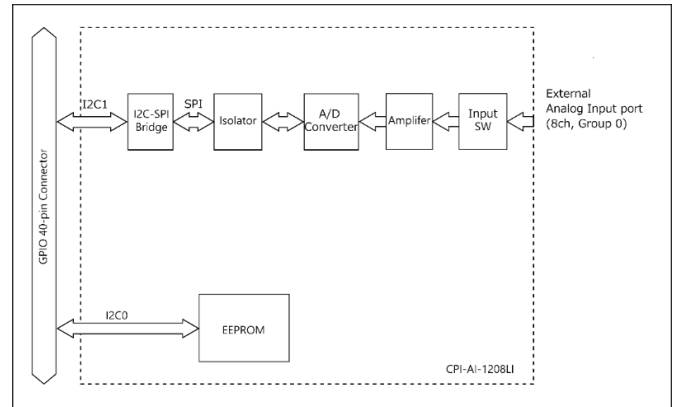 GPIO 40-pin Connector
I2C1
I2C-SPI
Bridge
SPI
Isolator
A/D
Converter
Amplifer
Input
SW
External
Analog Input port
(8ch, Group 0)
I2C0
EEPROM
CPI-AI-1208LI